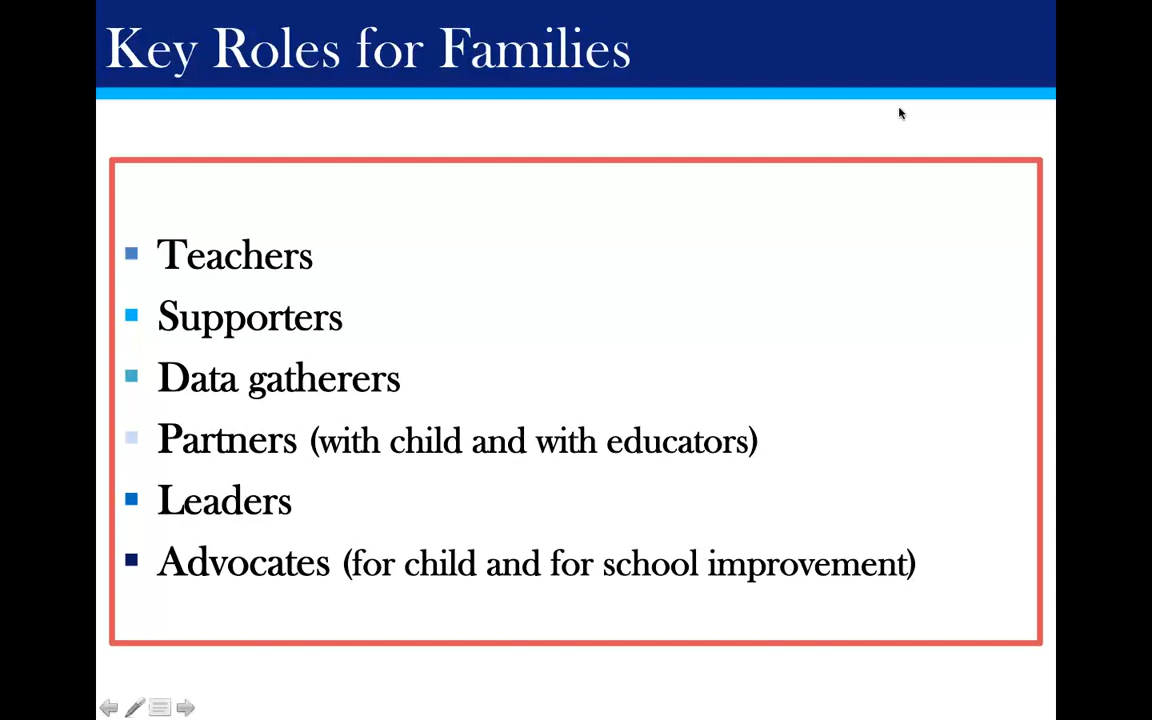 Key Roles for Families
Teachers
Supporters
Data gatherers
Partners (with child and with educators)
Leaders
Advocates (for child and for school improvement)